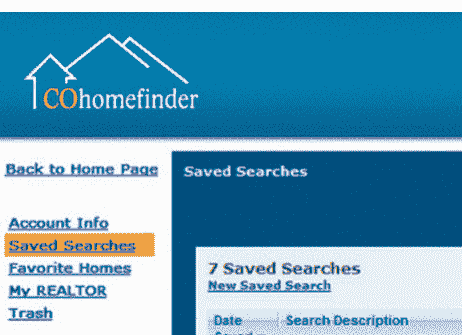 COhomefinder
Back to Home Page
Saved Searches
Account Info
Saved Searches
Favorite Homes
My REALTOR
Trash
7 Saved Searches
New Saved Search
Date Search Description